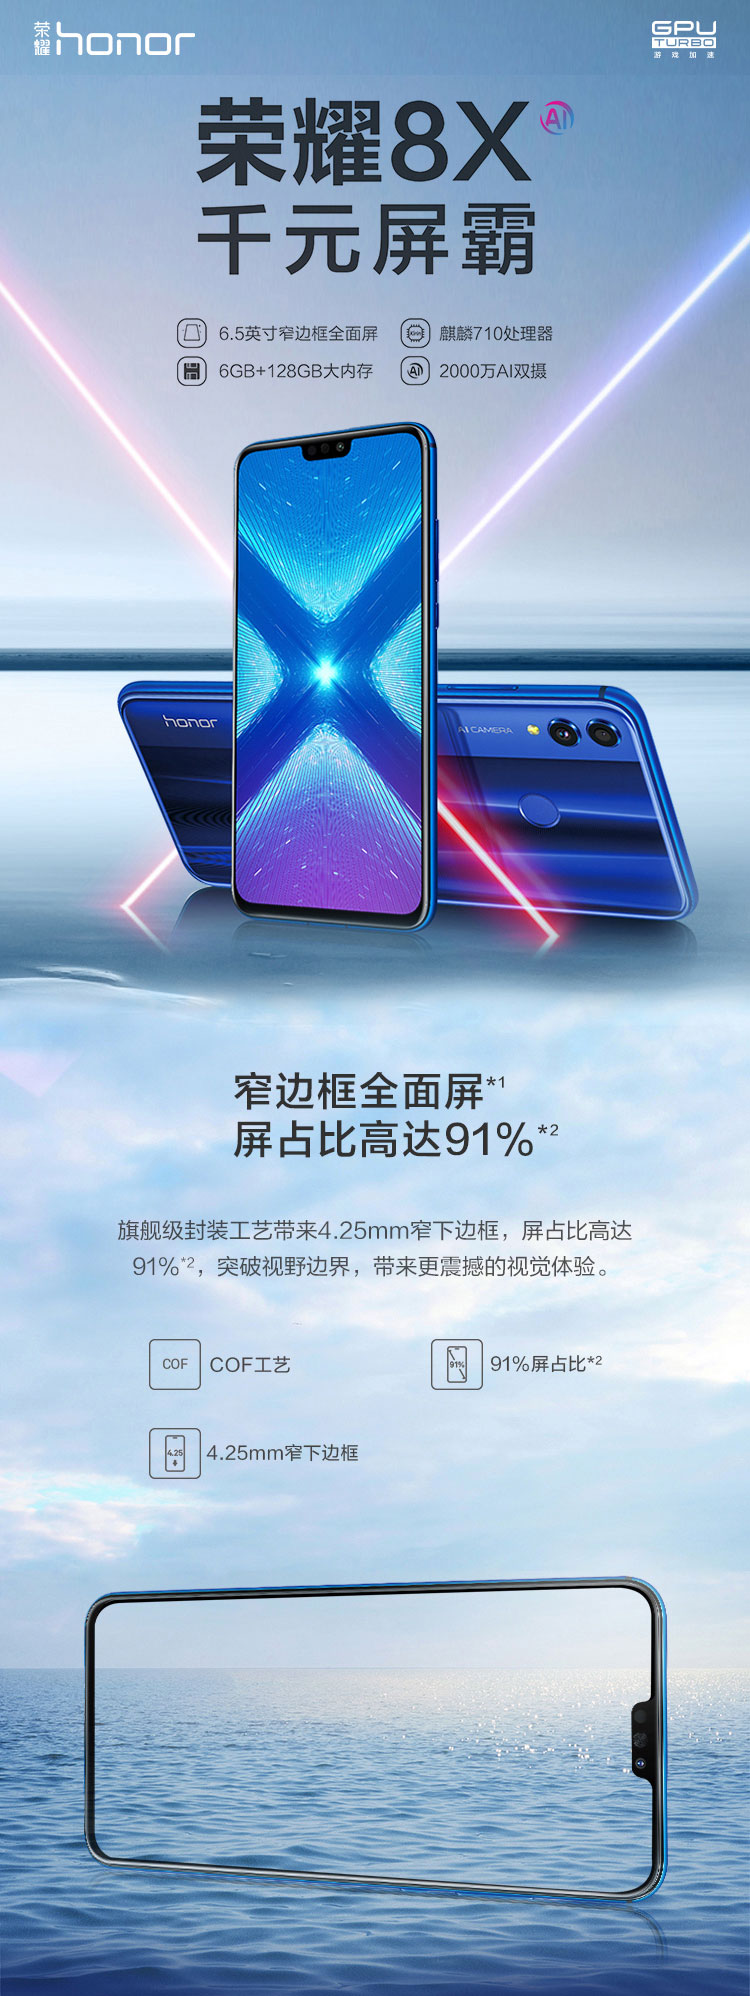 荣耀 honor
GPU
TURBO
游戏加速
荣耀8X AI
千元屏霸
6.5英寸窄边框全面屏
Kirin 麒麟710处理器
6GB+128GB大内存
AI 2000万AI双摄
honor
AI CAMERA
窄边框全面屏*1
屏占比高达91%*2
旗舰级封装工艺带来4.25mm窄下边框，屏占比高达
91%*2，突破视野边界，带来更震撼的视觉体验。
COF COF工艺
91% 91%屏占比*2
4.25 4.25mm窄下边框